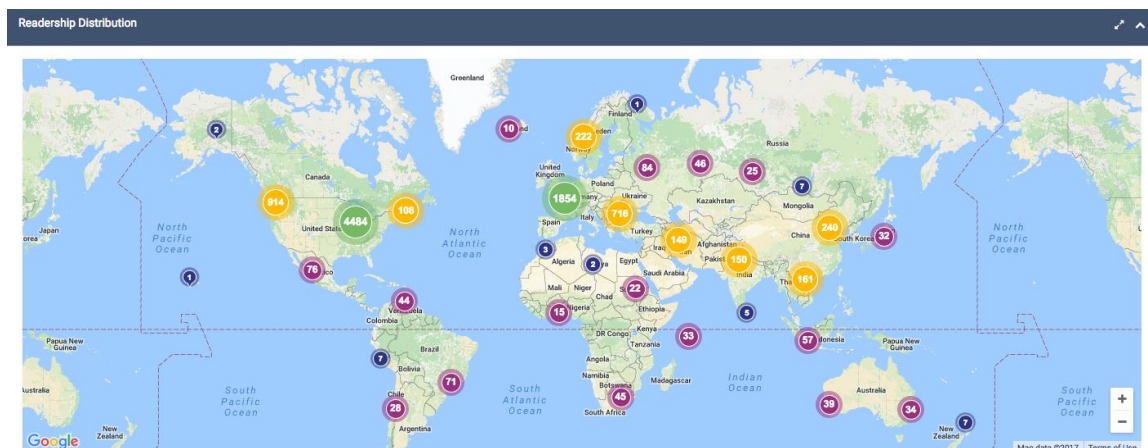 Readership Distribution
Greenland
1
2
10
Finland
222
Norway
Russia
84
46
25
Canada
United
Kingdom
Poland
7
Ukraine
Kazakhstan
Mongolia
914
108
1854
716
4484
United States
Spain
Italy
Turkey
149
Afghanistan
China
240
South Korea
32
Japan
North
Pacific
Ocean
North
Atlantic
Ocean
3
2
Algeria
Egypt
150
India
161
North
Pacific
Ocean
1
76
Saudi Arabia
Mali
Niger
Chad
22
44
Venezuela
Colombia
15
Nigeria
Ethiopia
5
Kenya
33
57
Papua New
Guinea
DR Congo
Tanzania
Papua New
Guinea
7
Brazil
Bolivia
71
Angola
Namibia
Botswana
Madagascar
Indian
Ocean
Australia
South
Pacific
Ocean
Chile
28
Argentina
South
Atlantic
Ocean
45
South Africa
39
34
7
South
Pacific
Ocean
New
Zealand
New
Zealand
Google
+
−
Map data ©2017
Terms of Use